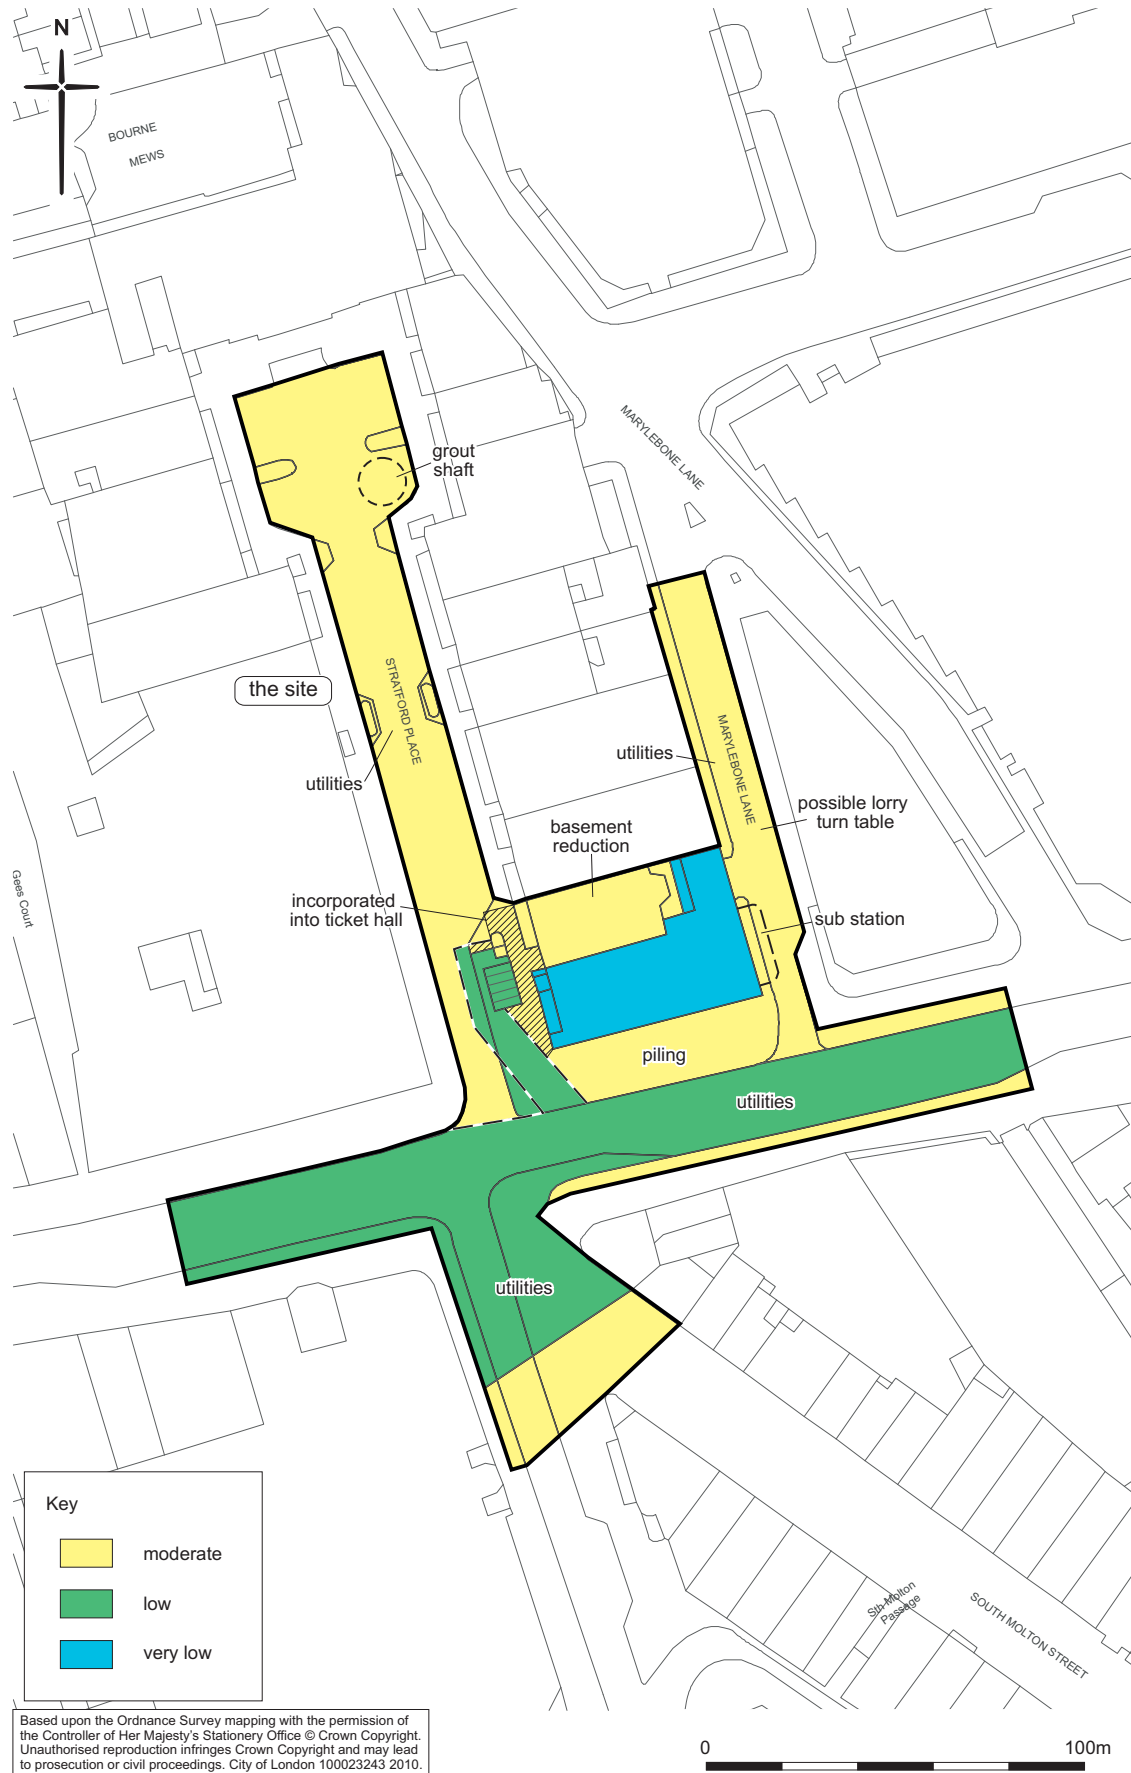 N
BOURNE
MEWS
MARYLEBONE LANE
grout
shaft
STRATFORD PLACE
the site
utilities
utilities
MARYLEBONE LANE
possible lorry
turn table
basement
reduction
Gees Court
incorporated
into ticket hall
sub station
piling
utilities
utilities
Key
moderate
low
very low
Sth Molton
Passage
SOUTH MOLTON STREET
Based upon the Ordnance Survey mapping with the permission of
the Controller of Her Majesty's Stationery Office © Crown Copyright.
Unauthorised reproduction infringes Crown Copyright and may lead
to prosecution or civil proceedings. City of London 100023243 2010.
0 100m